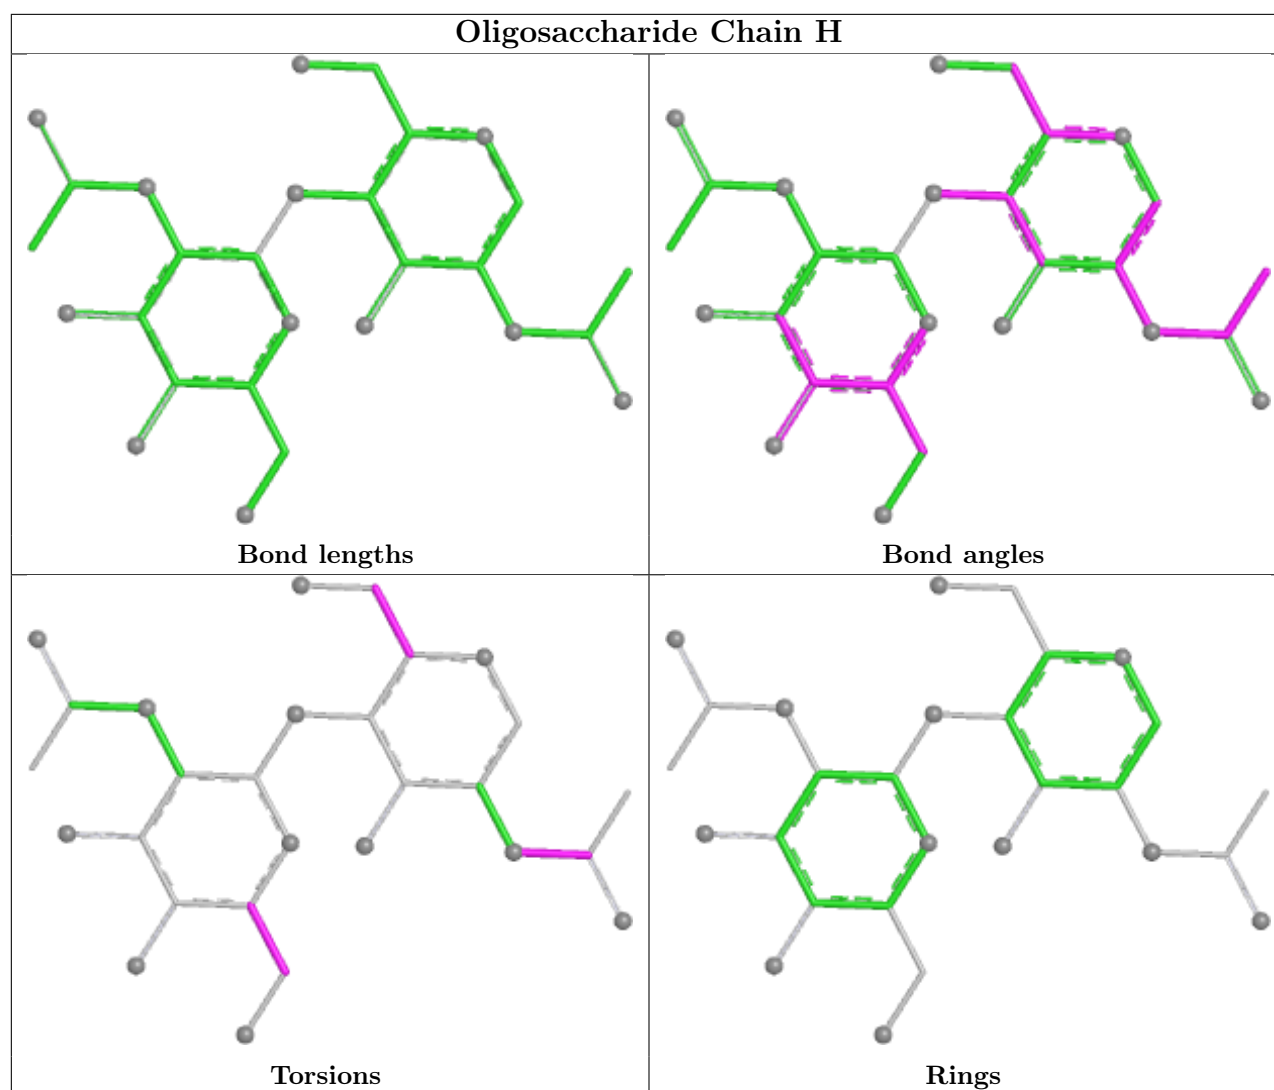 Oligosaccharide Chain H
Bond lengths
Bond angles
Torsions
Rings